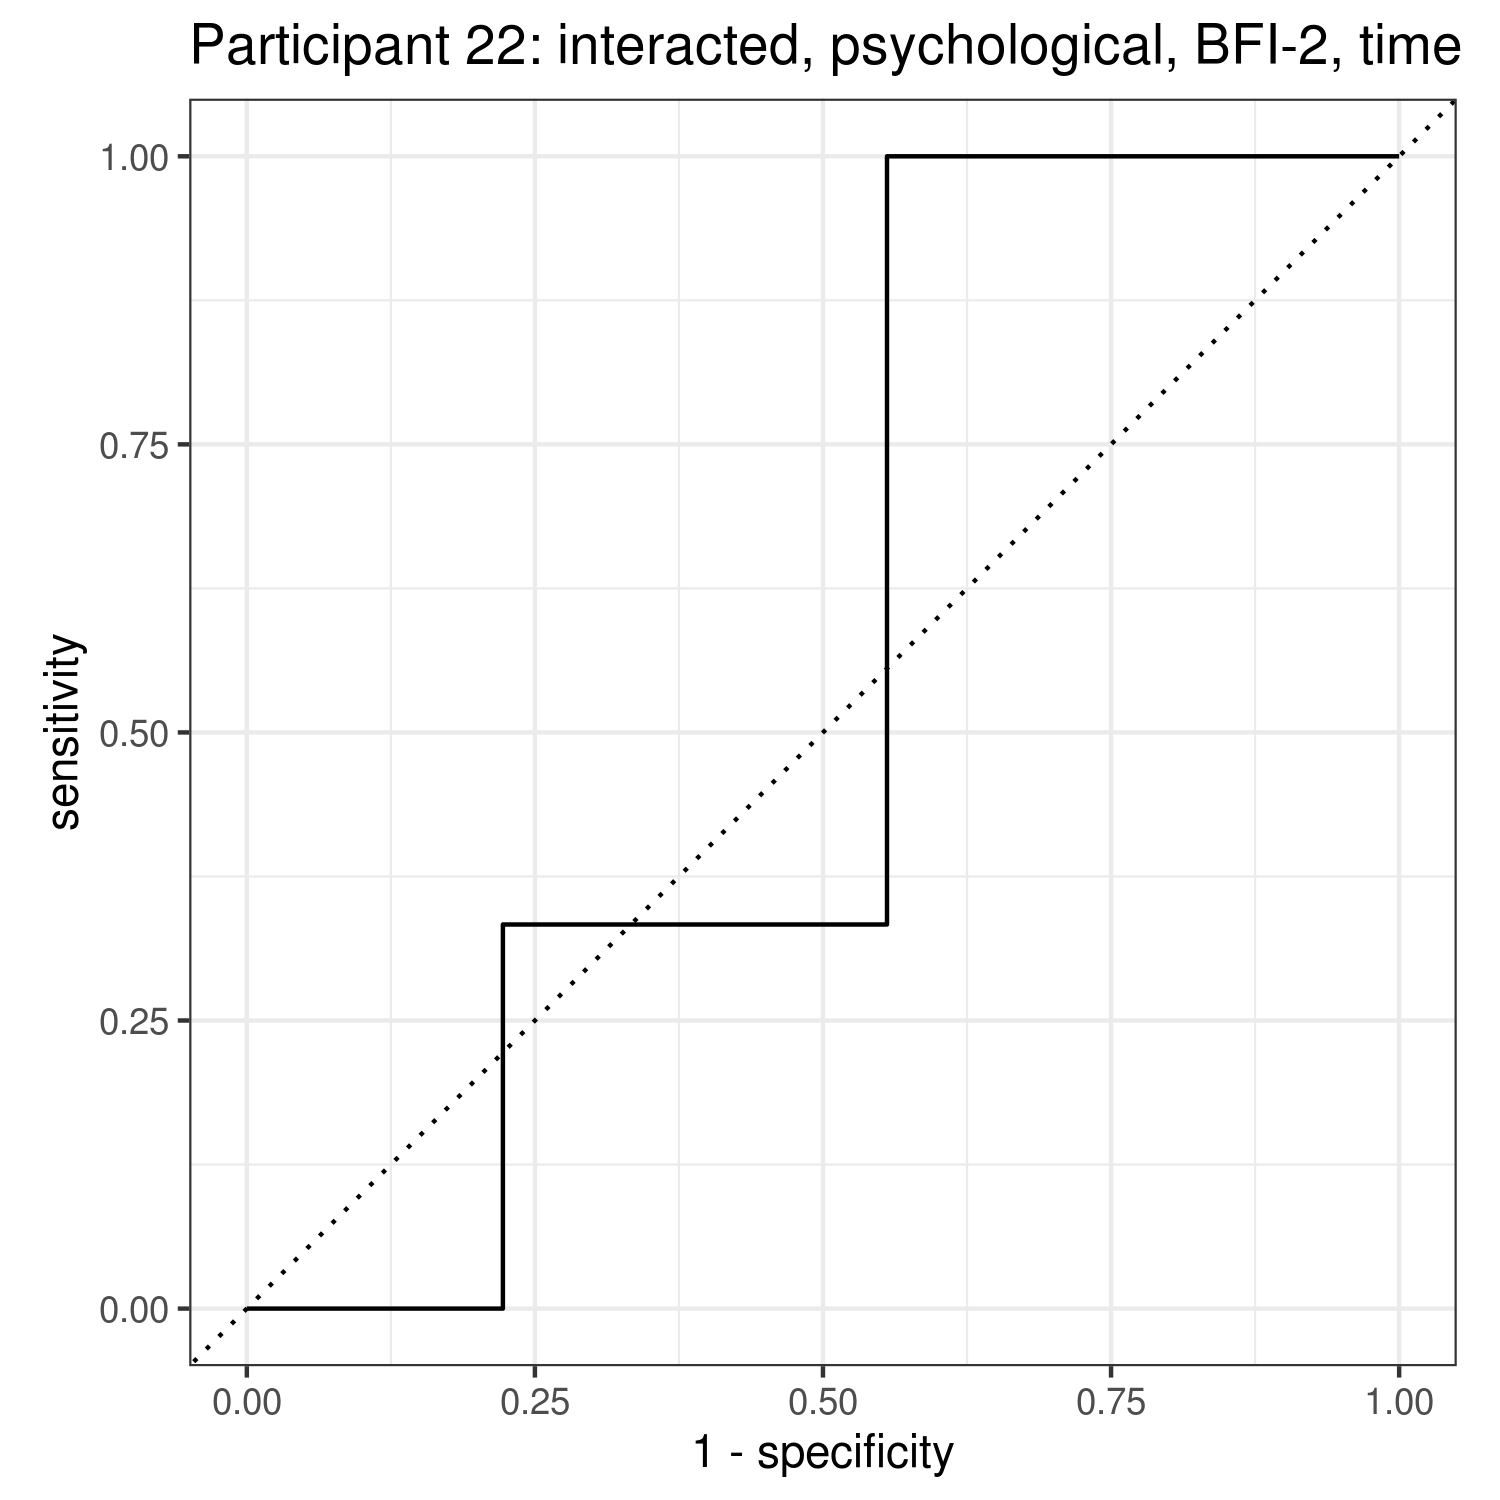 Participant 22: interacted, psychological, BFI-2, time
1.00
0.75
0.50
0.25
0.00
sensitivity
0.00 0.25 0.50 0.75 1.00
1 - specificity